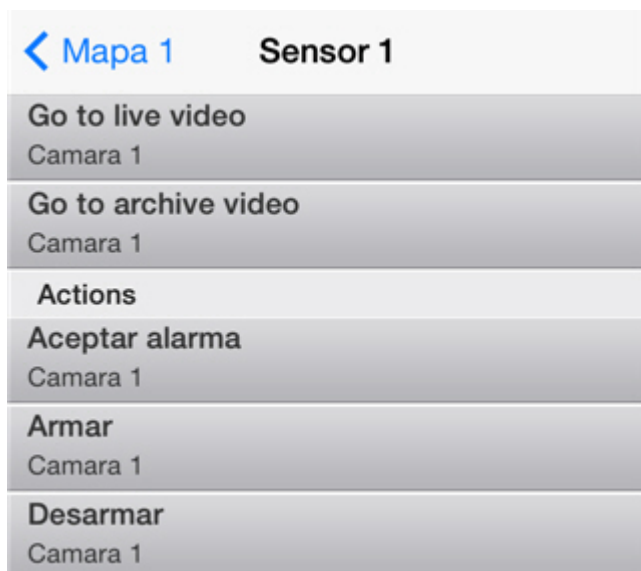 Mapa 1 Sensor 1
Go to live video
Camara 1
Go to archive video
Camara 1
Actions
Aceptar alarma
Camara 1
Armar
Camara 1
Desarmar
Camara 1